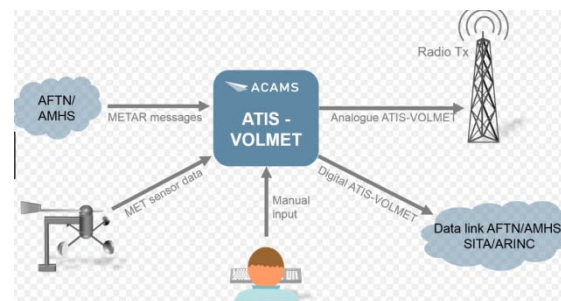 Radio Tx
ACAMS
AFTN/
AMHS
METAR messages
ATIS -
VOLMET
Analogue ATIS-VOLMET
MET sensor data
Manual
input
Digital ATIS-VOLMET
Data link AFTN/AMHS
SITA/ARINC